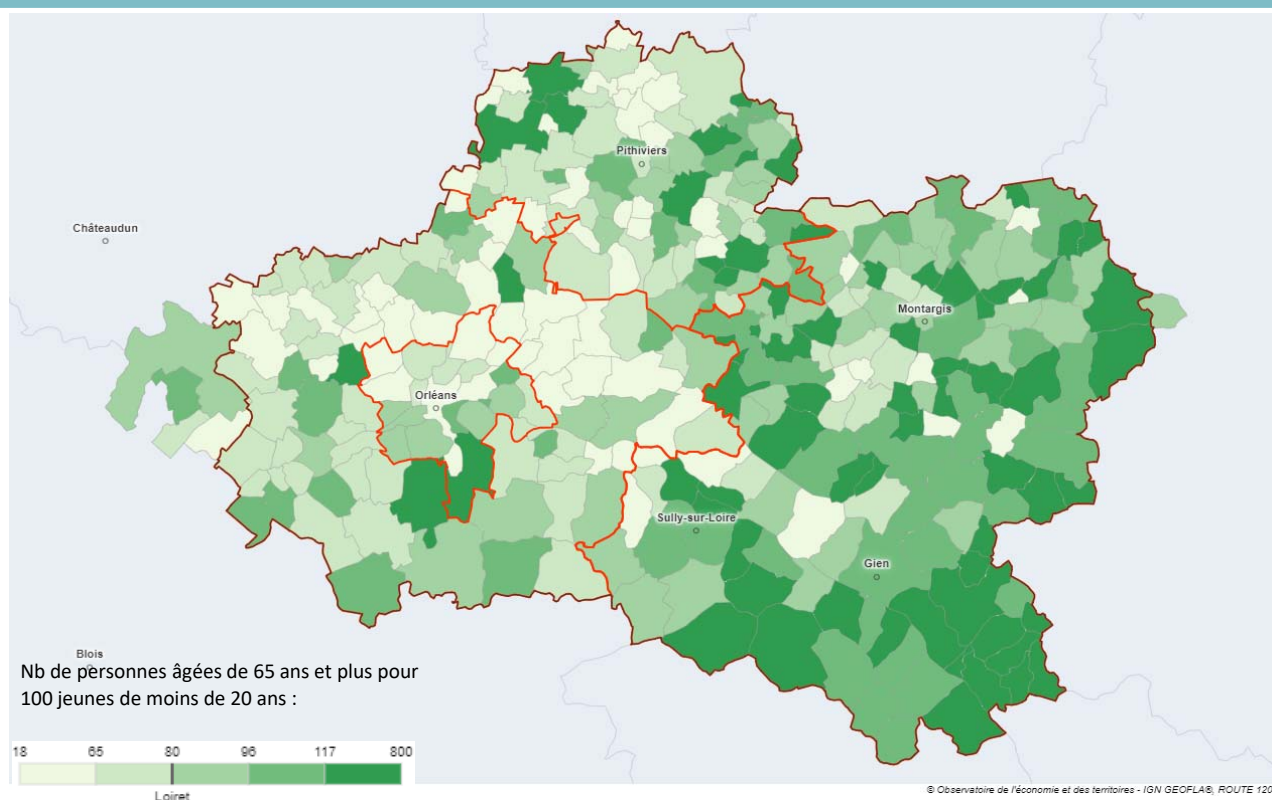 Pithiviers
Châteaudun
Montargis
Orléans
Sully-sur-Loire
Gien
Blois
Nb de personnes âgées de 65 ans et plus pour
100 jeunes de moins de 20 ans :
18 65 80 96 117 800
Loiret
© Observatoire de l'économie et des territoires - IGN GEOFLA®, ROUTE 120